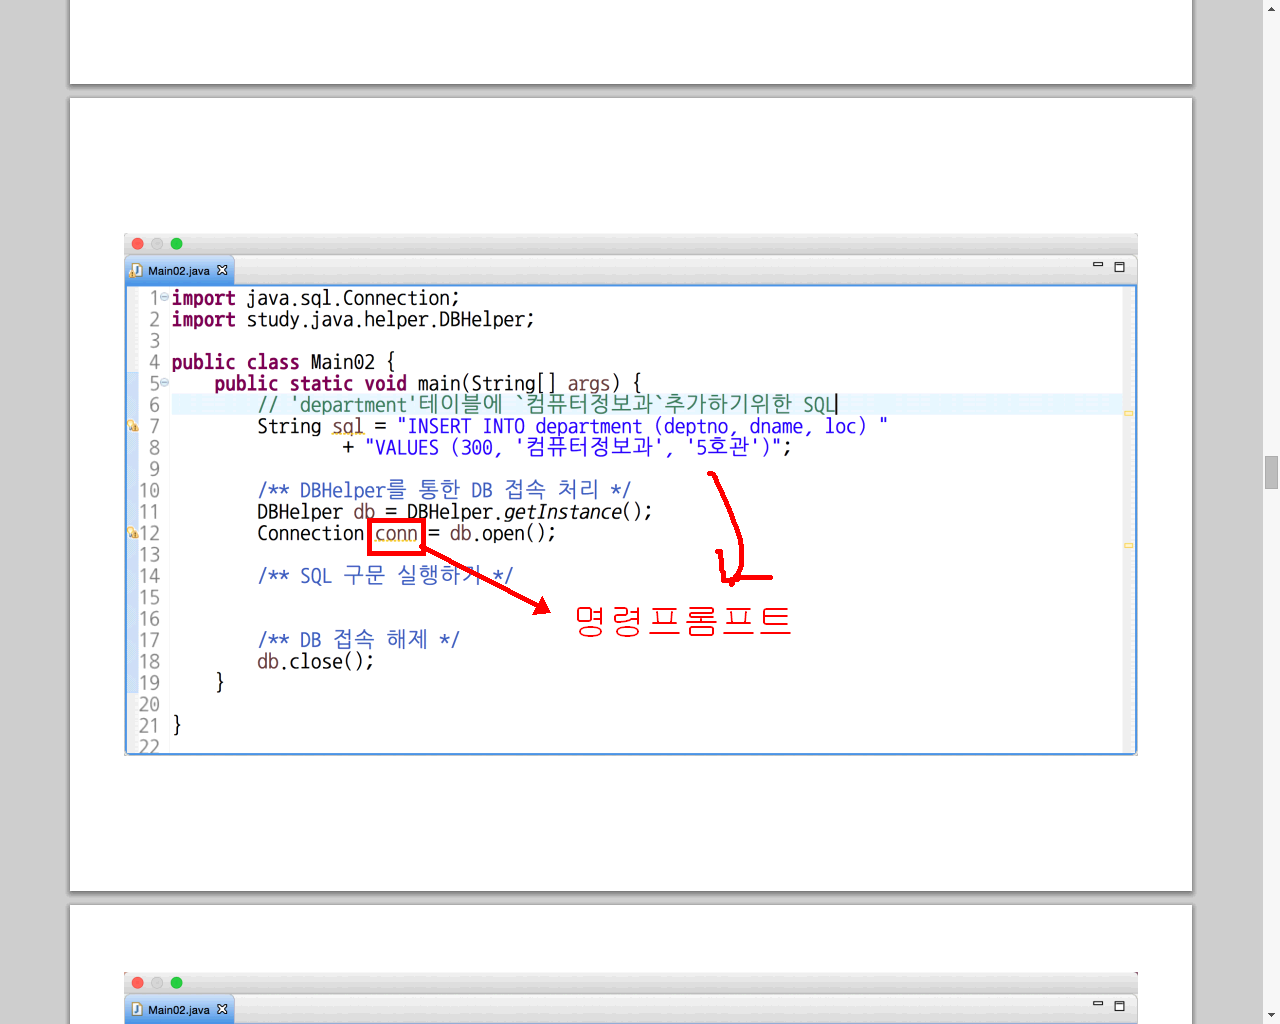 Main02.java
1 import java.sql.Connection;
2 import study.java.helper.DBHelper;
3
4 public class Main02 {
5 public static void main(String[] args) {
6 // 'department'테이블에 `컴퓨터정보과`추가하기위한 SQL
7 String sql = "INSERT INTO department (deptno, dname, loc) "
8 + "VALUES (300, '컴퓨터정보과', '5호관')";
9
10 /** DBHelper를 통한 DB 접속 처리 */
11 DBHelper db = DBHelper.getInstance();
12 Connection conn = db.open();
13
14 /** SQL 구문 실행하기 */
15
16
명령프롬프트
17 /** DB 접속 해제 */
18 db.close();
19 }
20
21 }
22
Main02.java